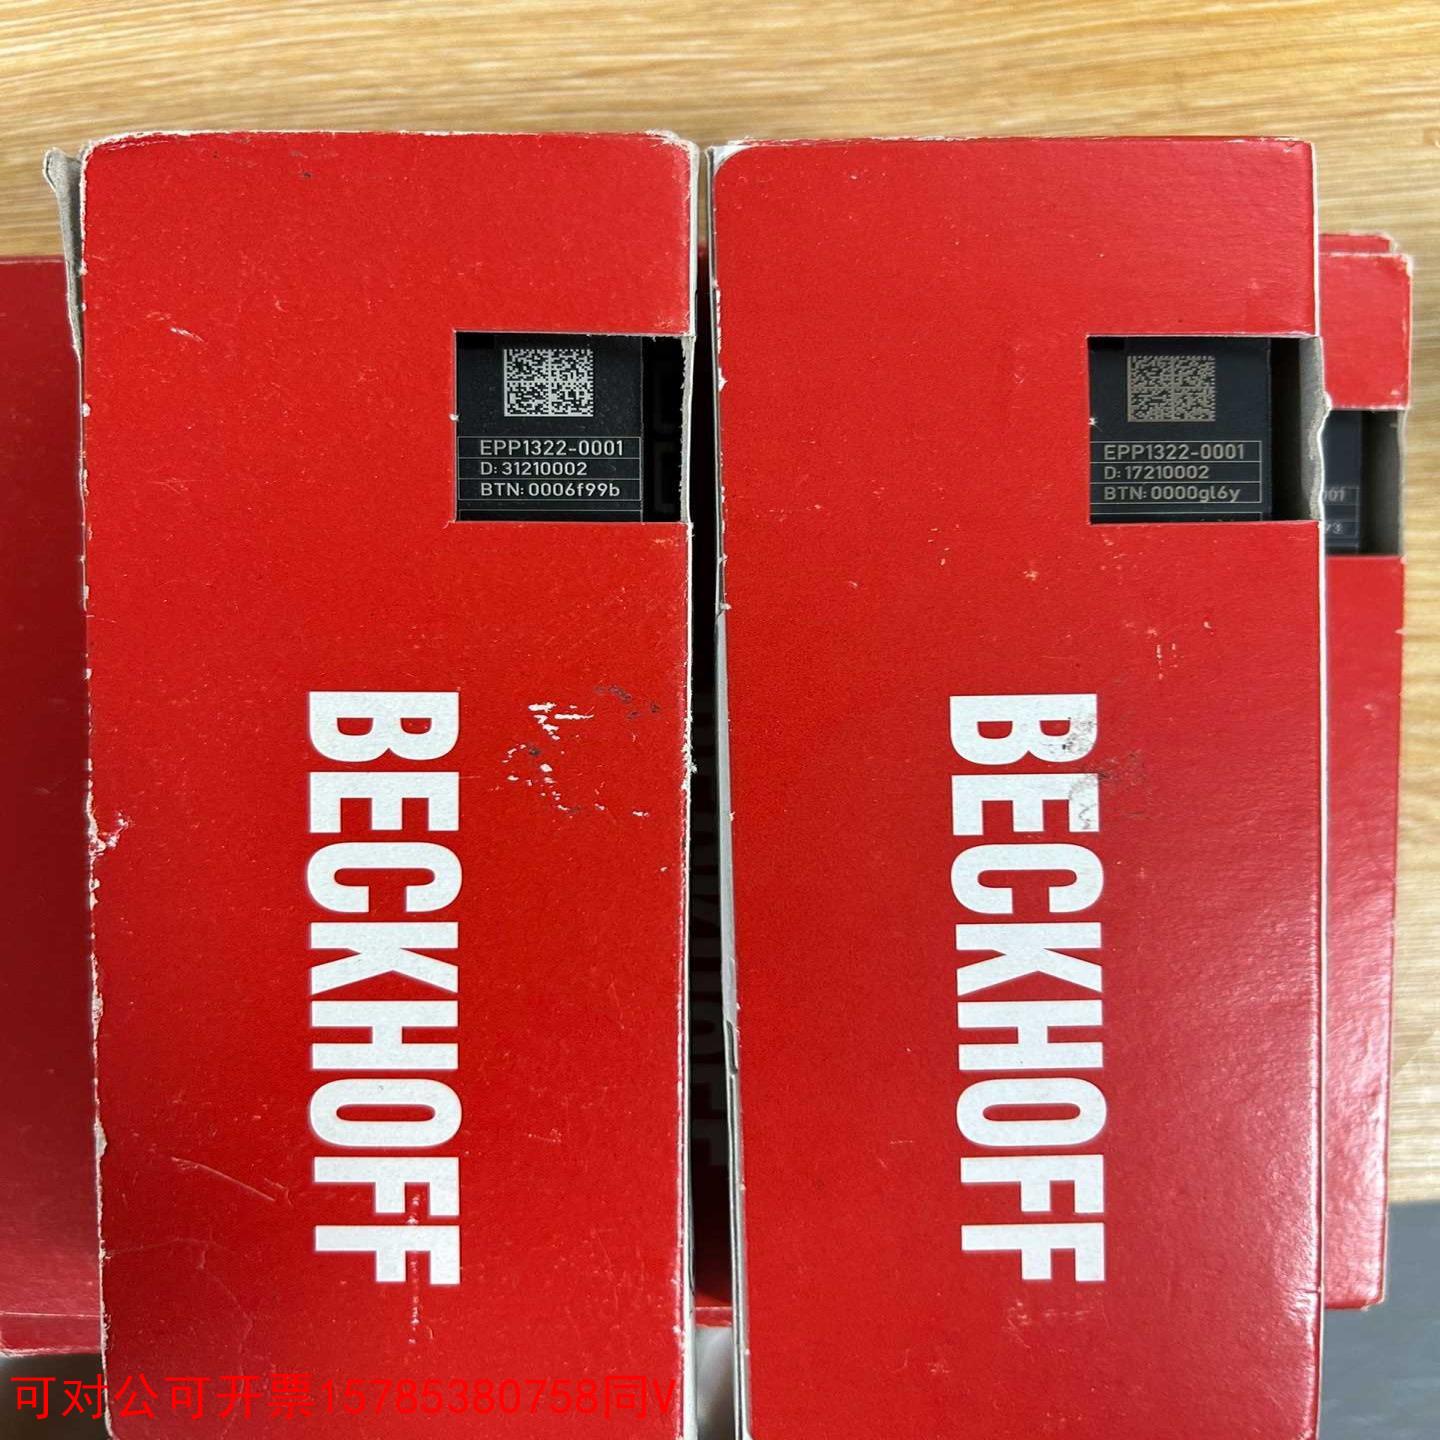 EPP1322-0001
D: 31210002
BTN: 0006f99b
EPP1322-0001
D: 17210002
BTN: 0000gl6y
BECKHOFF
BECKHOFF
可对公可开票15785380758同V